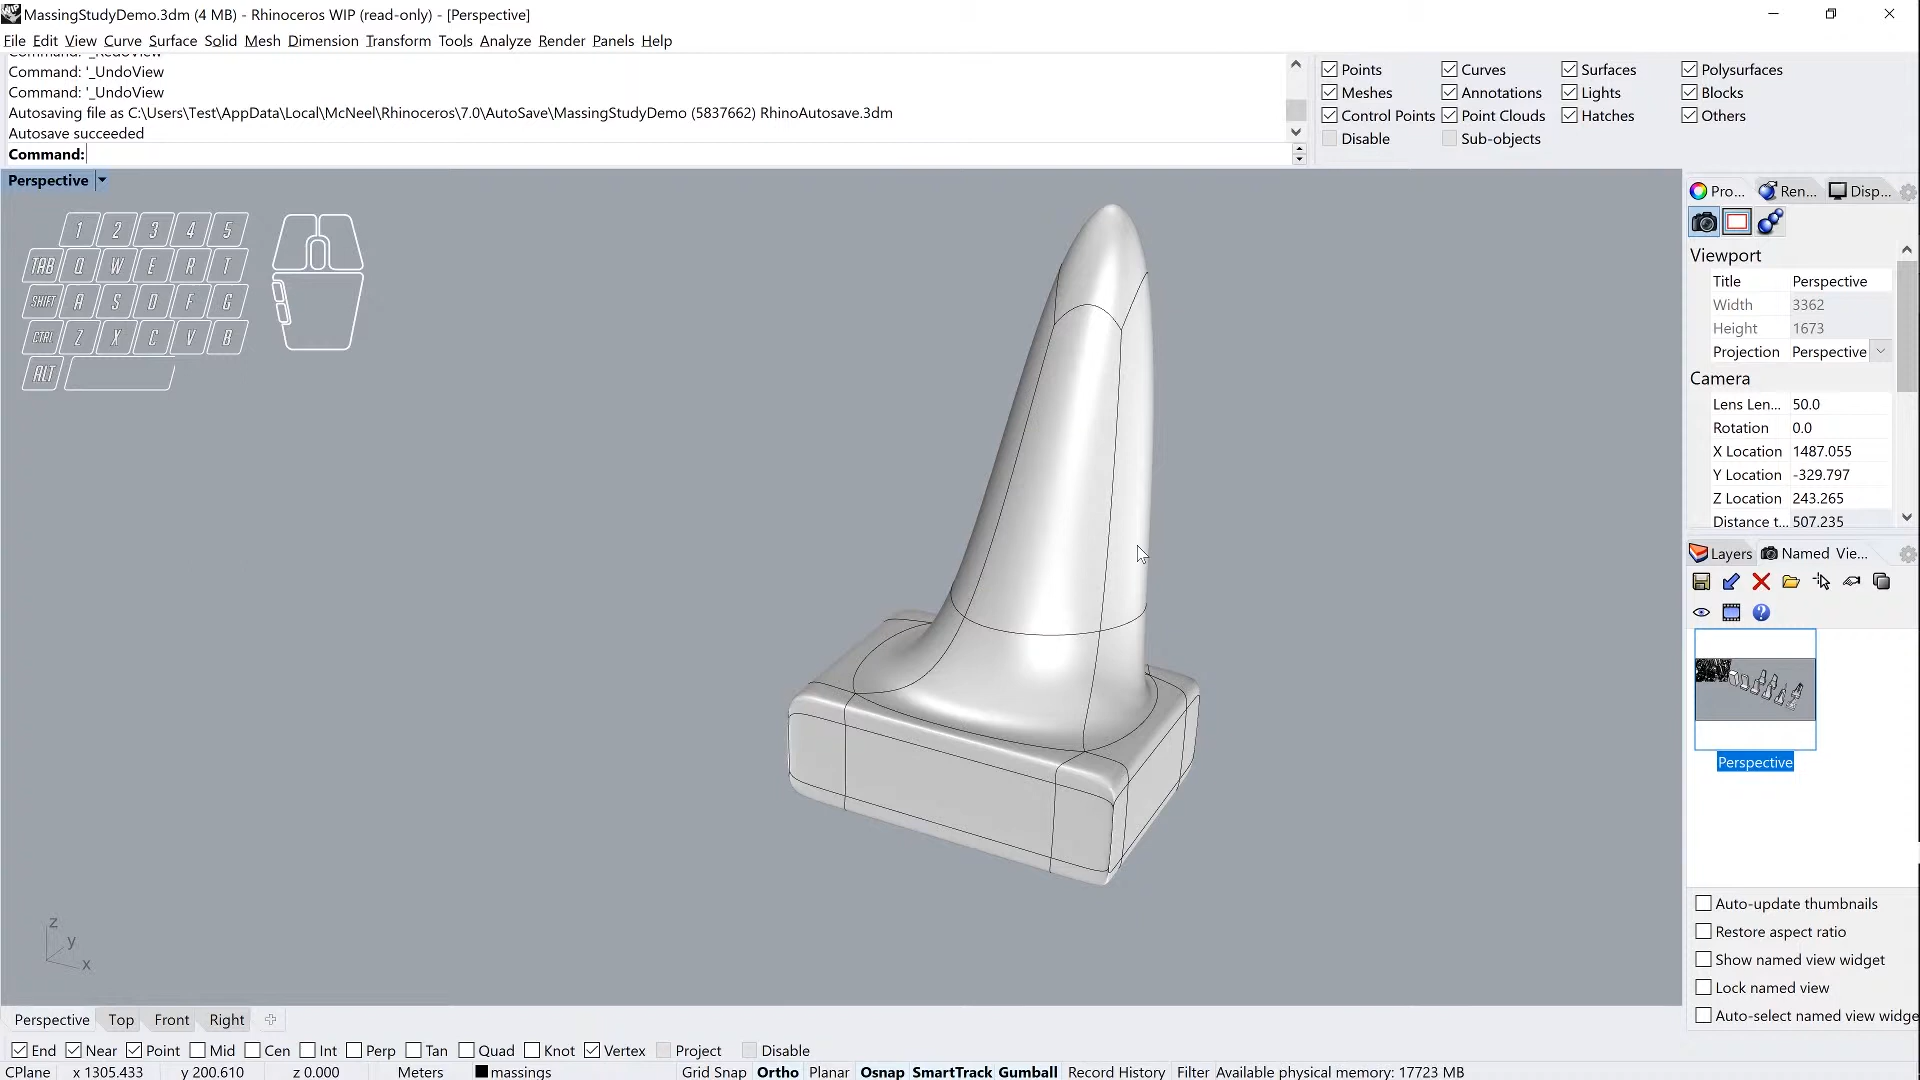 MassingStudyDemo.3dm (4 MB) - Rhinoceros WIP (read-only) - [Perspective]
File Edit View Curve Surface Solid Mesh Dimension Transform Tools Analyze Render Panels Help
Command: '_RedoView
Command: '_UndoView
Command: '_UndoView
Autosaving file as C:\Users\Test\AppData\Local\McNeel\Rhinoceros\7.0\AutoSave\MassingStudyDemo (5837662) RhinoAutosave.3dm
Autosave succeeded
Command:
Points Curves Surfaces Polysurfaces
Meshes Annotations Lights Blocks
Control Points Point Clouds Hatches Others
Disable Sub-objects
Perspective
1 2 3 4 5
TAB Q W E R T
SHIFT A S D F G
CTRL Z X C V B
ALT
Pro... Ren... Disp...
Viewport
Title Perspective
Width 3362
Height 1673
Projection Perspective
Camera
Lens Len... 50.0
Rotation 0.0
X Location 1487.055
Y Location -329.797
Z Location 243.265
Distance t... 507.235
Layers Named Vie...
Perspective
Auto-update thumbnails
Restore aspect ratio
Show named view widget
Lock named view
Auto-select named view widge
z
y
x
Perspective Top Front Right
End Near Point Mid Cen Int Perp Tan Quad Knot Vertex Project Disable
CPlane x 1305.433 y 200.610 z 0.000 Meters massings Grid Snap Ortho Planar Osnap SmartTrack Gumball Record History Filter Available physical memory: 17723 MB